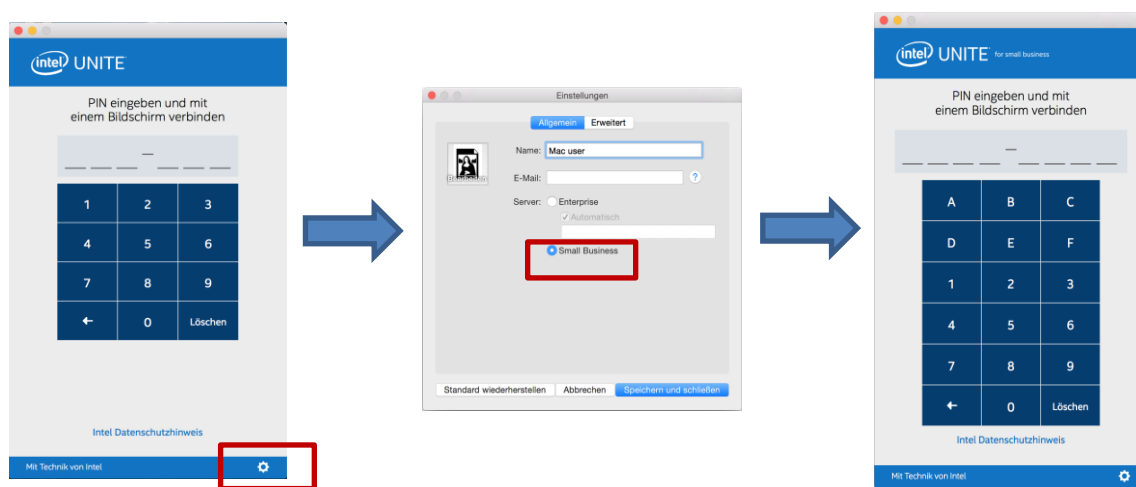 intel UNITE
PIN eingeben und mit
einem Bildschirm verbinden
1 2 3
4 5 6
7 8 9
← 0 Löschen
Intel Datenschutzhinweis
Mit Technik von Intel
Einstellungen
Allgemein Erweitert
Name: Mac user
E-Mail: ?
Server: Enterprise
Automatisch
Small Business
Standard wiederherstellen Abbrechen Speichern und schließen
intel UNITE for small business
PIN eingeben und mit
einem Bildschirm verbinden
A B C
D E F
1 2 3
4 5 6
7 8 9
← 0 Löschen
Intel Datenschutzhinweis
Mit Technik von Intel